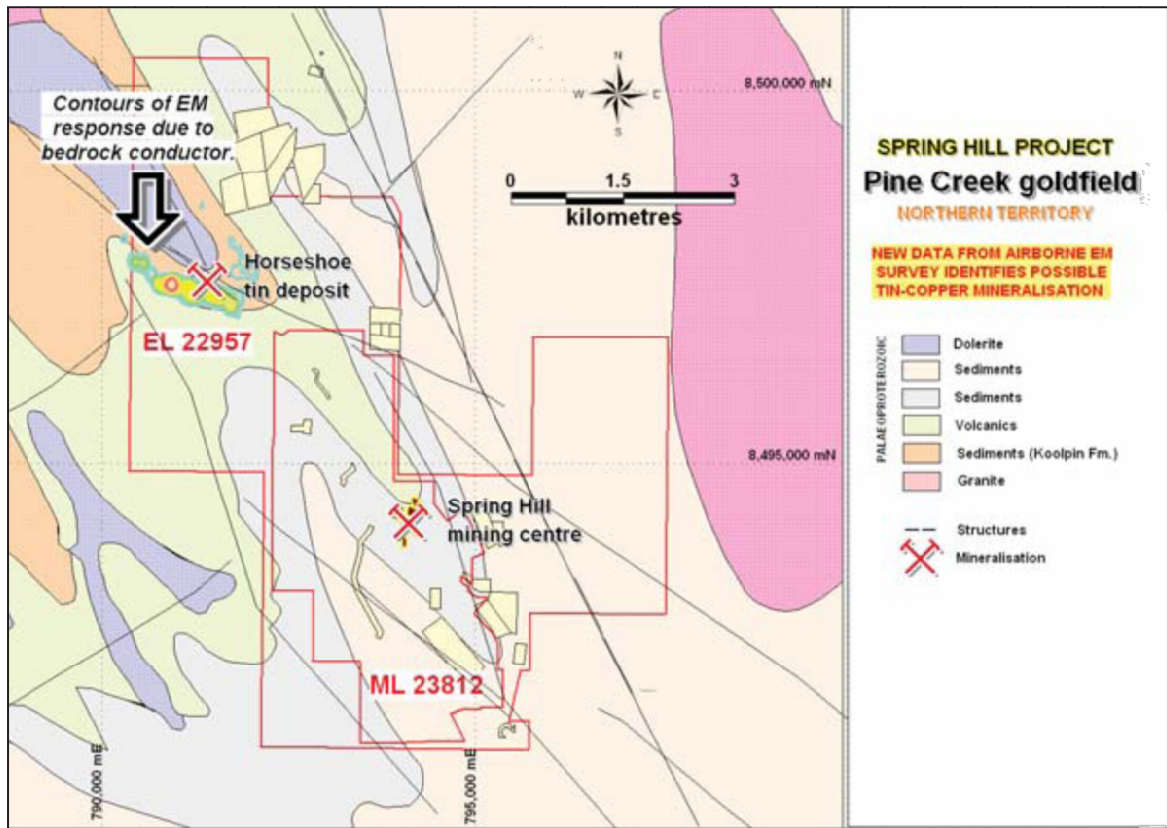 Contours of EM
response due to
bedrock conductor.
N
W E
S
8,500,000 mN
0 1.5 3
kilometres
Horseshoe
tin deposit
EL 22957
8,495,000 mN
Spring Hill
mining centre
ML 23812
790,000 mE
795,000 mE
SPRING HILL PROJECT
Pine Creek goldfield
NORTHERN TERRITORY
NEW DATA FROM AIRBORNE EM
SURVEY IDENTIFIES POSSIBLE
TIN-COPPER MINERALISATION
PALAEOPROTEROZOIC
Dolerite
Sediments
Sediments
Volcanics
Sediments (Koolpin Fm.)
Granite
Structures
Mineralisation